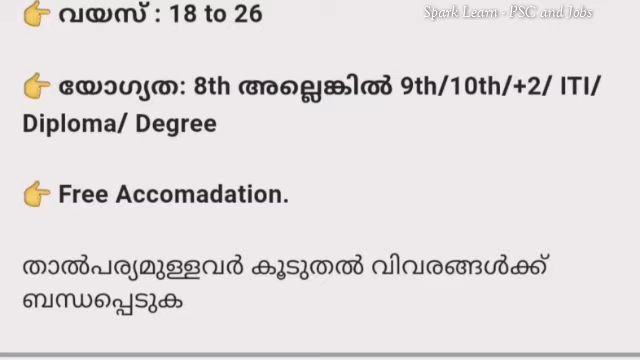 Spark Learn - PSC and Jobs
👉 വയസ് : 18 to 26
👉 യോഗ്യത: 8th അല്ലെങ്കിൽ 9th/10th/+2/ ITI/
Diploma/ Degree
👉 Free Accomadation.
താൽപര്യമുള്ളവർ കൂടുതൽ വിവരങ്ങൾക്ക്
ബന്ധപ്പെടുക